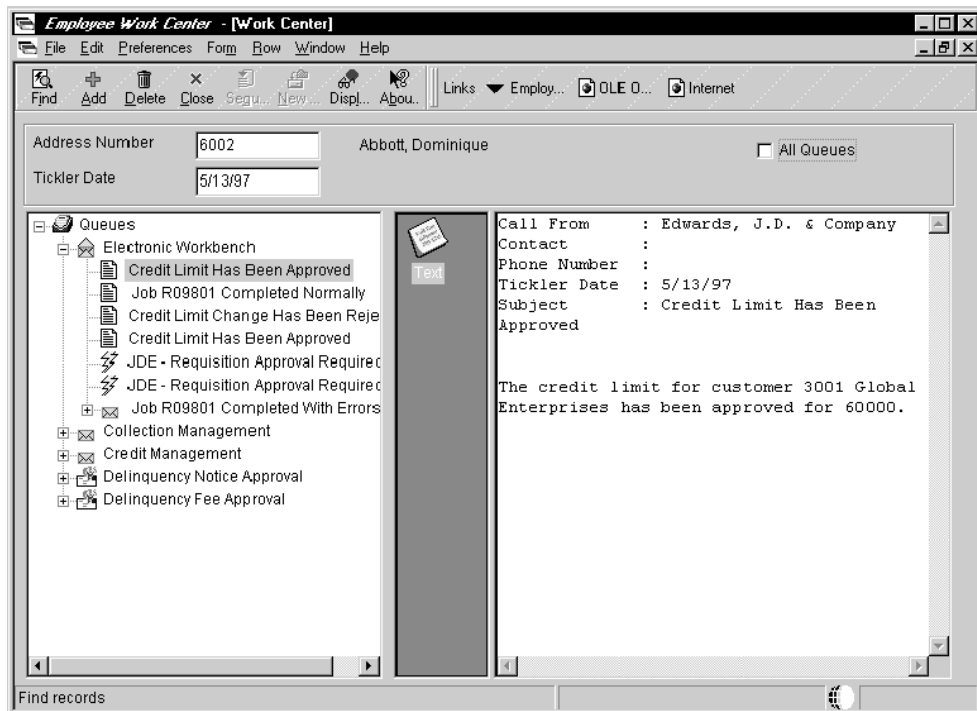 Employee Work Center - [Work Center]
File Edit Preferences Form Row Window Help
Find Add Delete Close Sequ... New ... Displ... Abou.. Links Employ... OLE O... Internet
Address Number 6002 Abbott, Dominique All Queues
Tickler Date 5/13/97
Queues
Electronic Workbench
Credit Limit Has Been Approved
Job R09801 Completed Normally
Credit Limit Change Has Been Reje
Credit Limit Has Been Approved
JDE - Requisition Approval Required
JDE - Requisition Approval Required
Job R09801 Completed With Errors
Collection Management
Credit Management
Delinquency Notice Approval
Delinquency Fee Approval
Text
Call From : Edwards, J.D. & Company
Contact :
Phone Number :
Tickler Date : 5/13/97
Subject : Credit Limit Has Been
Approved
The credit limit for customer 3001 Global
Enterprises has been approved for 60000.
Find records